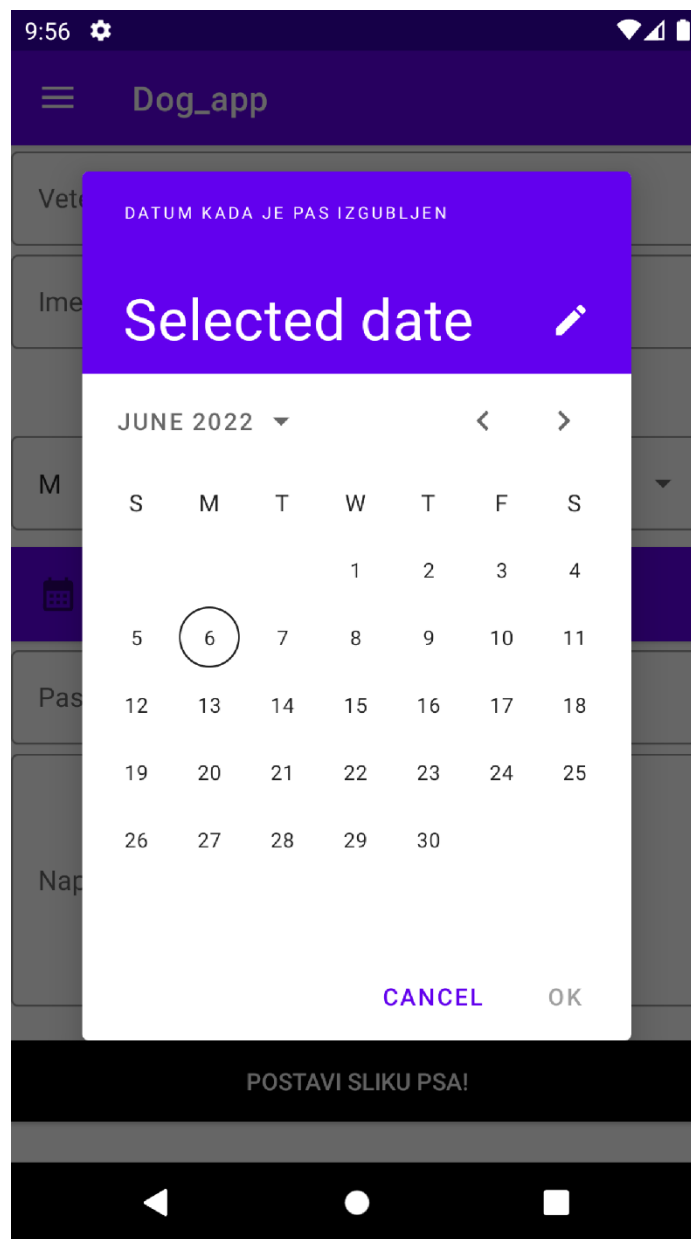 9:56
Dog_app
Vete
DATUM KADA JE PAS IZGUBLJEN
Ime
Selected date
JUNE 2022
M
S M T W T F S
1 2 3 4
5 6 7 8 9 10 11
Pas
12 13 14 15 16 17 18
19 20 21 22 23 24 25
26 27 28 29 30
Nap
CANCEL OK
POSTAVI SLIKU PSA!